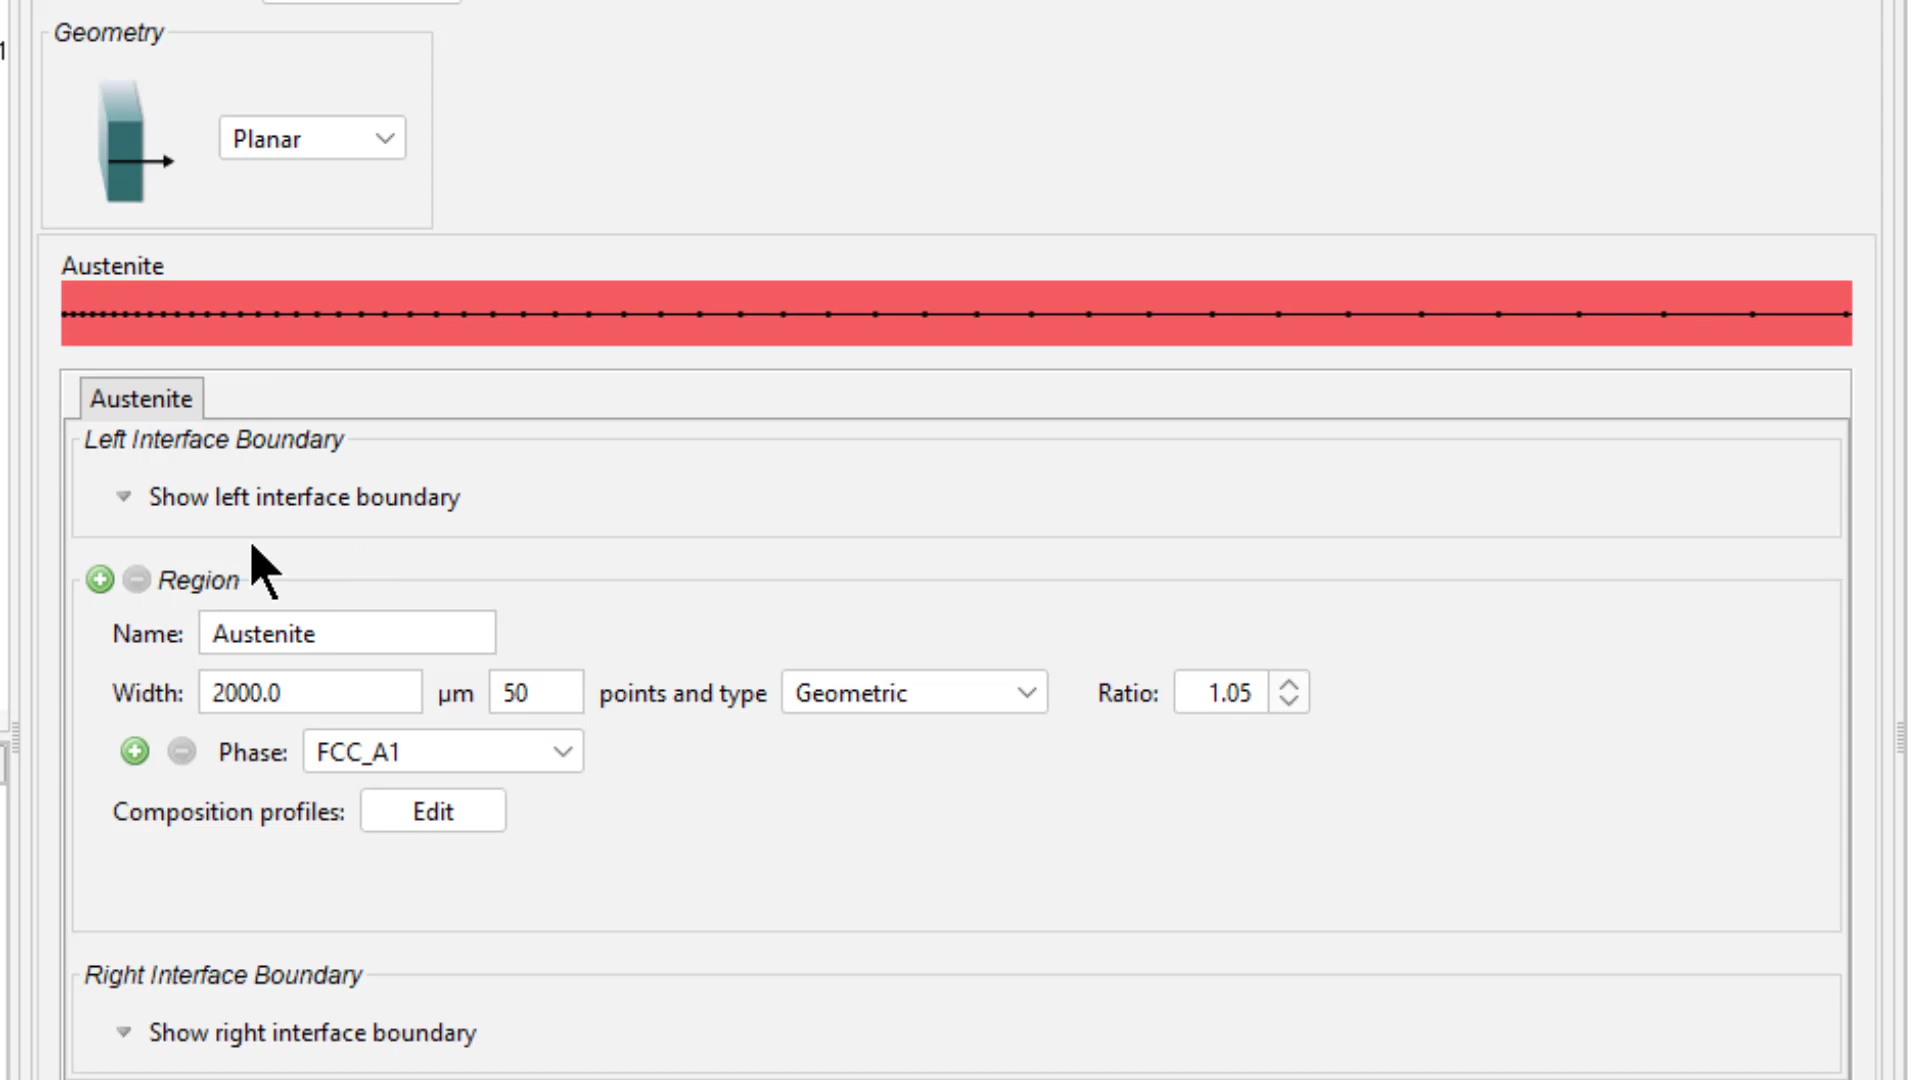 1
Geometry
Planar
Austenite
Austenite
Left Interface Boundary
Show left interface boundary
Region
Name: Austenite
Width: 2000.0 µm 50 points and type Geometric Ratio: 1.05
Phase: FCC_A1
Composition profiles: Edit
Right Interface Boundary
Show right interface boundary